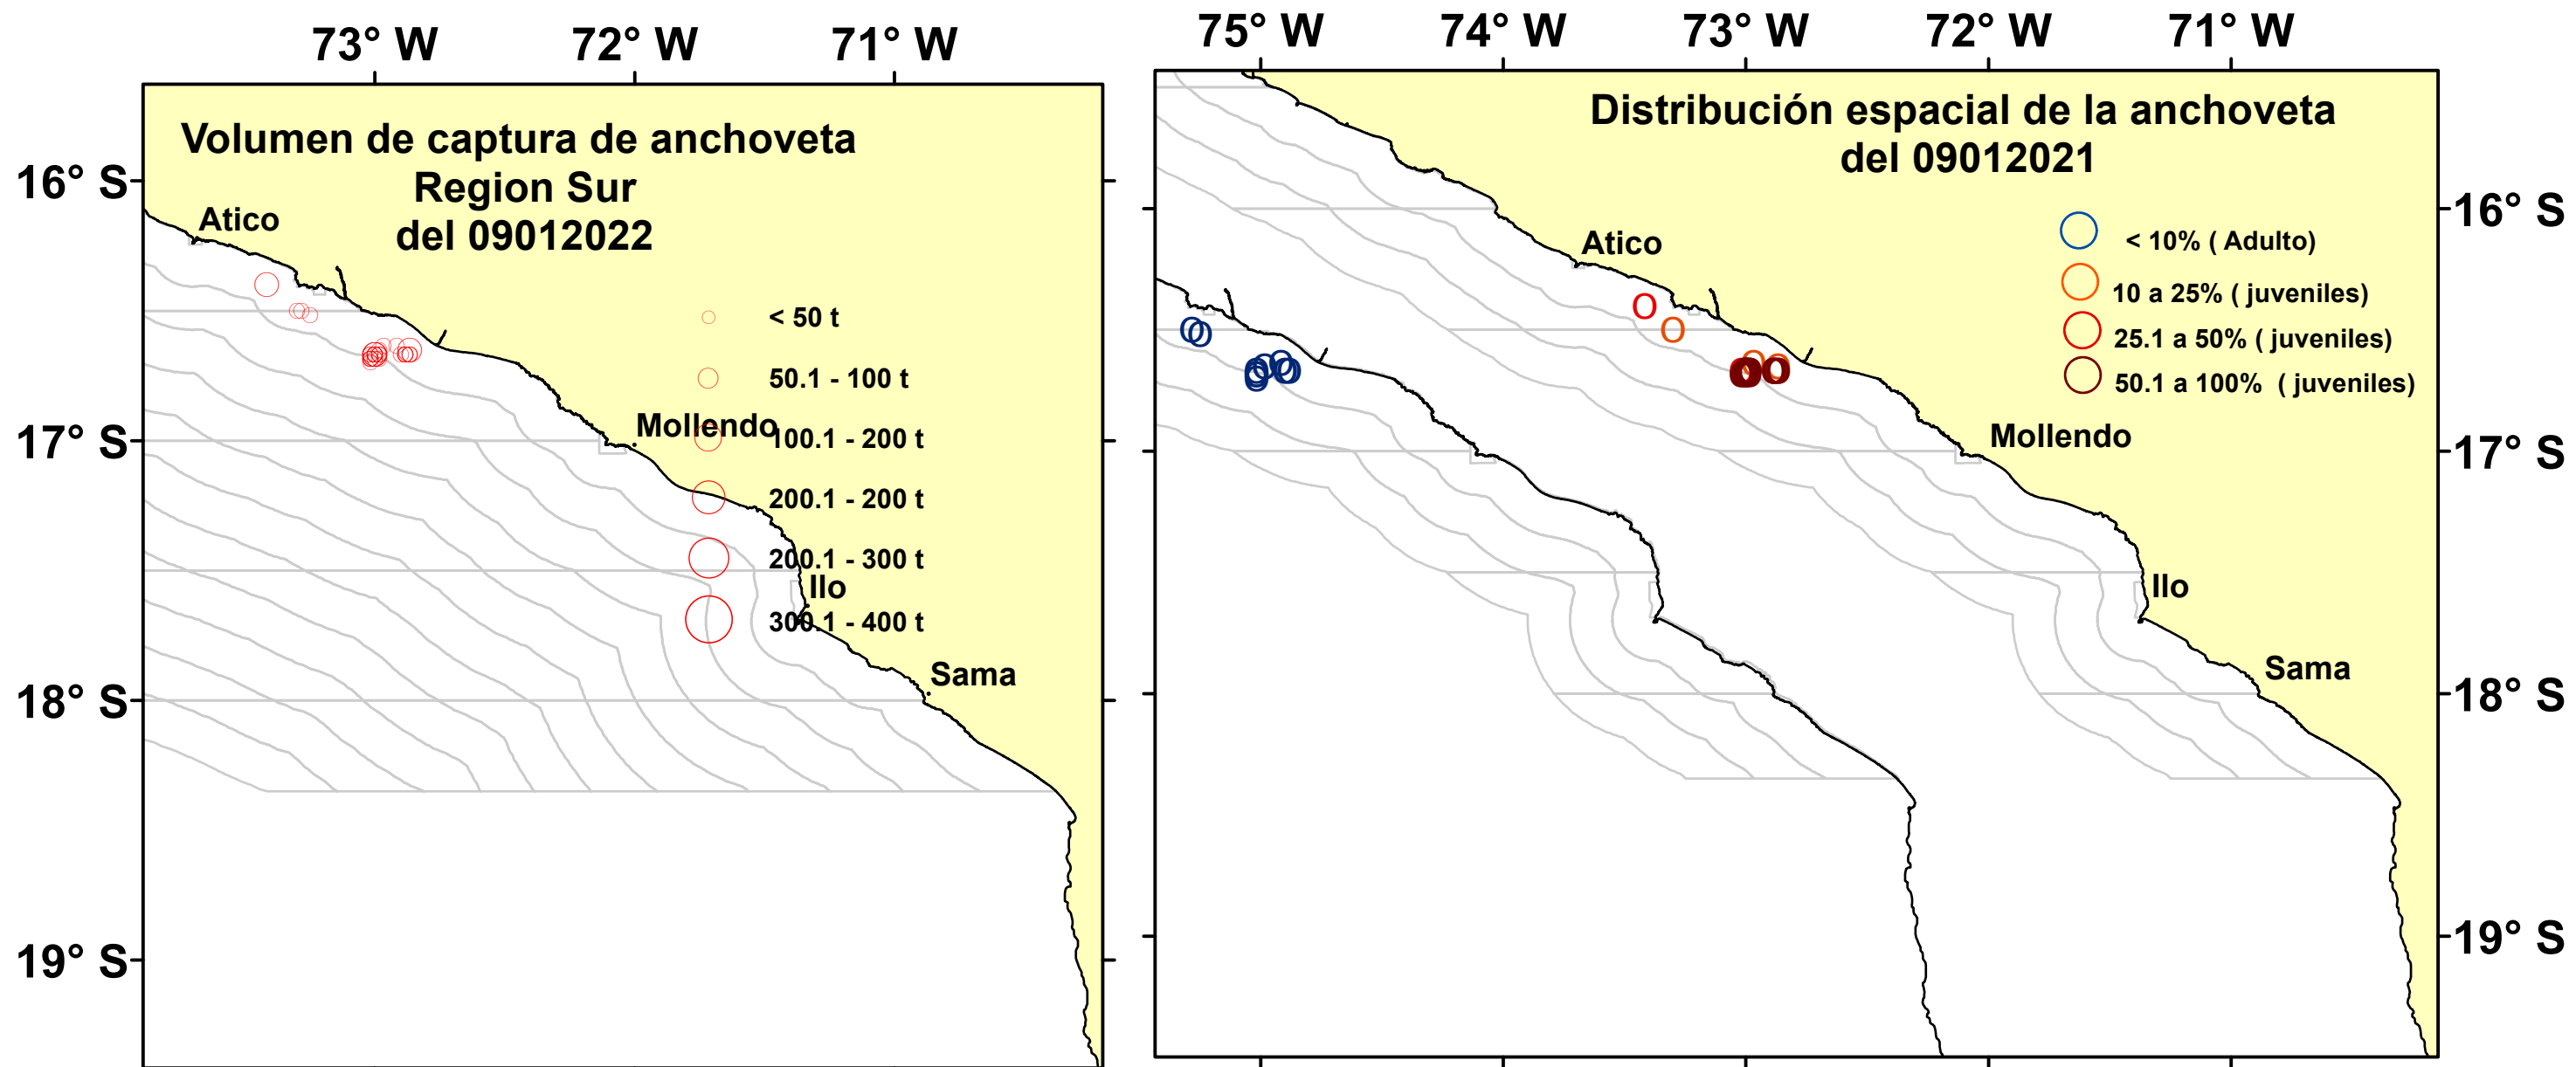 73° W 72° W 71° W
Volumen de captura de anchoveta
Region Sur
del 09012022
16° S
17° S
18° S
19° S
Atico
Mollendo
Ilo
Sama
< 50 t
50.1 - 100 t
100.1 - 200 t
200.1 - 200 t
200.1 - 300 t
300.1 - 400 t
75° W 74° W 73° W 72° W 71° W
Distribución espacial de la anchoveta
del 09012021
< 10% ( Adulto)
10 a 25% ( juveniles)
25.1 a 50% ( juveniles)
50.1 a 100% ( juveniles)
Atico
Mollendo
Ilo
Sama
16° S
17° S
18° S
19° S